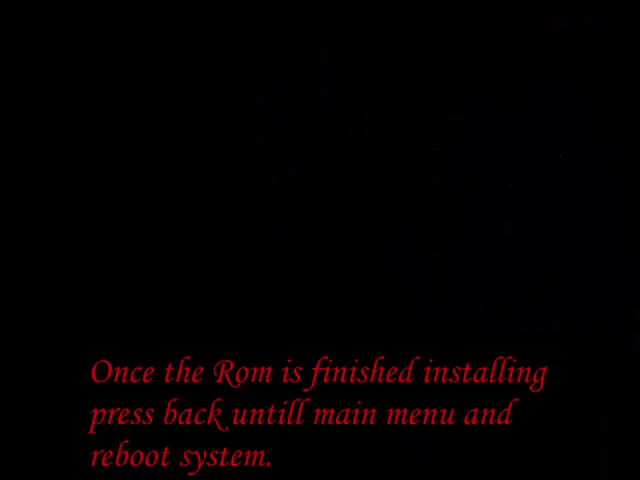 Once the Rom is finished installing
press back untill main menu and
reboot system.